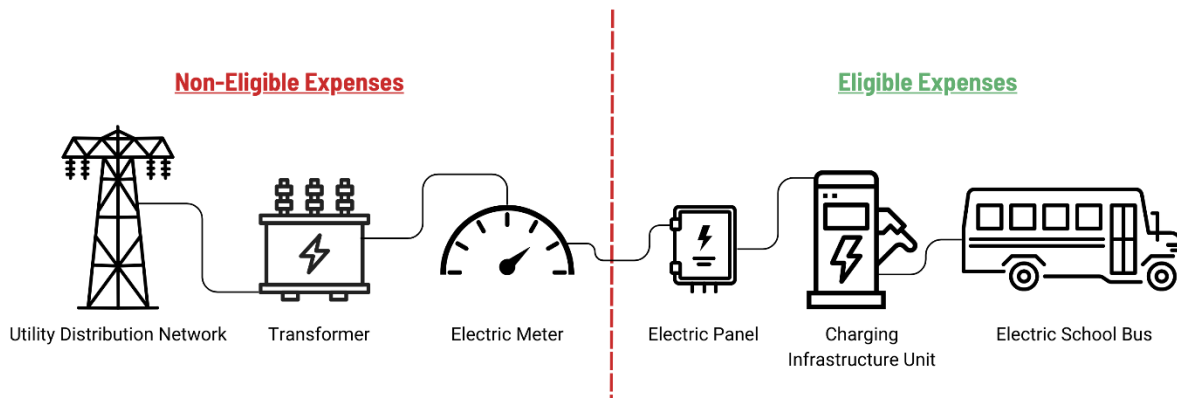 Non-Eligible Expenses
Eligible Expenses
Utility Distribution Network
Transformer
Electric Meter
Electric Panel
Charging
Infrastructure Unit
Electric School Bus